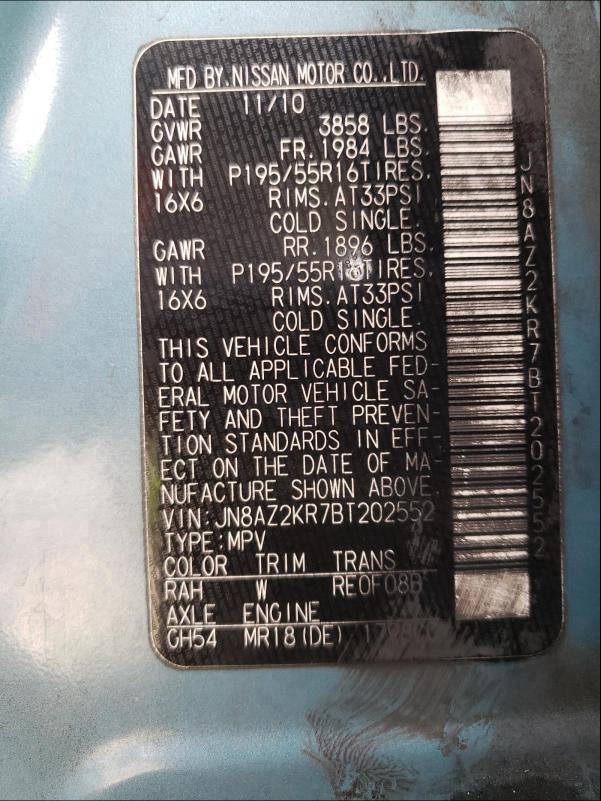 MFD BY.NISSAN MOTOR CO.,LTD.
DATE 11/10
GVWR 3858 LBS.
GAWR FR.1984 LBS.
WITH P195/55R16TIRES.
16X6 RIMS.AT33PSI
COLD SINGLE.
GAWR RR.1896 LBS.
WITH P195/55R16TIRES.
16X6 RIMS.AT33PSI
COLD SINGLE.
THIS VEHICLE CONFORMS
TO ALL APPLICABLE FED-
ERAL MOTOR VEHICLE SA-
FETY AND THEFT PREVEN-
TION STANDARDS IN EFF-
ECT ON THE DATE OF MA-
NUFACTURE SHOWN ABOVE.
VIN:JN8AZ2KR7BT202552
TYPE:MPV
COLOR TRIM TRANS
RAH W RE0F08B
AXLE ENGINE
GH54 MR18(DE)
JN8AZ2KR7BT202552